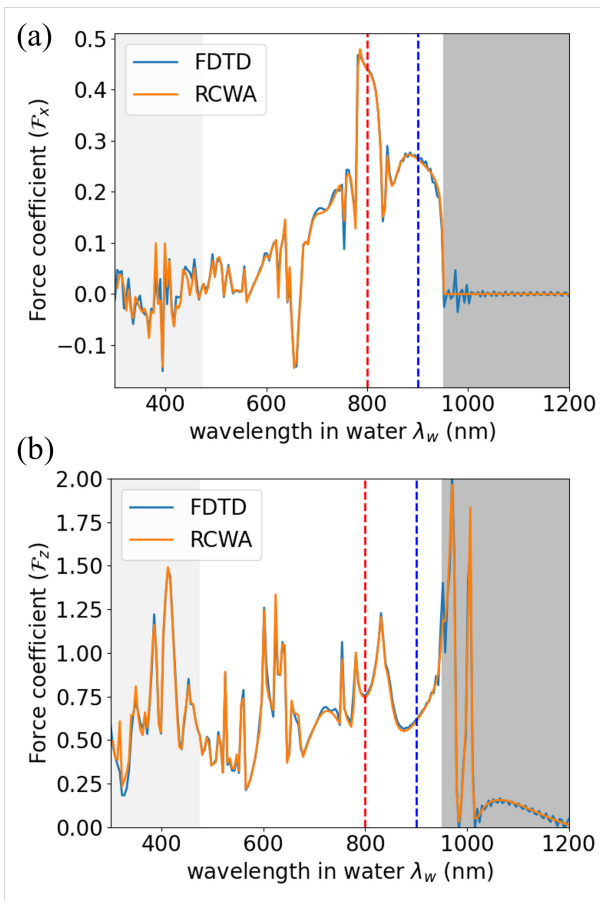 (a)
0.5
FDTD
RCWA
0.4
0.3
0.2
0.1
0.0
−0.1
Force coefficient (ℱₓ)
400 600 800 1000 1200
wavelength in water λ_w (nm)
(b)
2.00
FDTD
RCWA
1.75
1.50
1.25
1.00
0.75
0.50
0.25
0.00
Force coefficient (ℱ_z)
400 600 800 1000 1200
wavelength in water λ_w (nm)